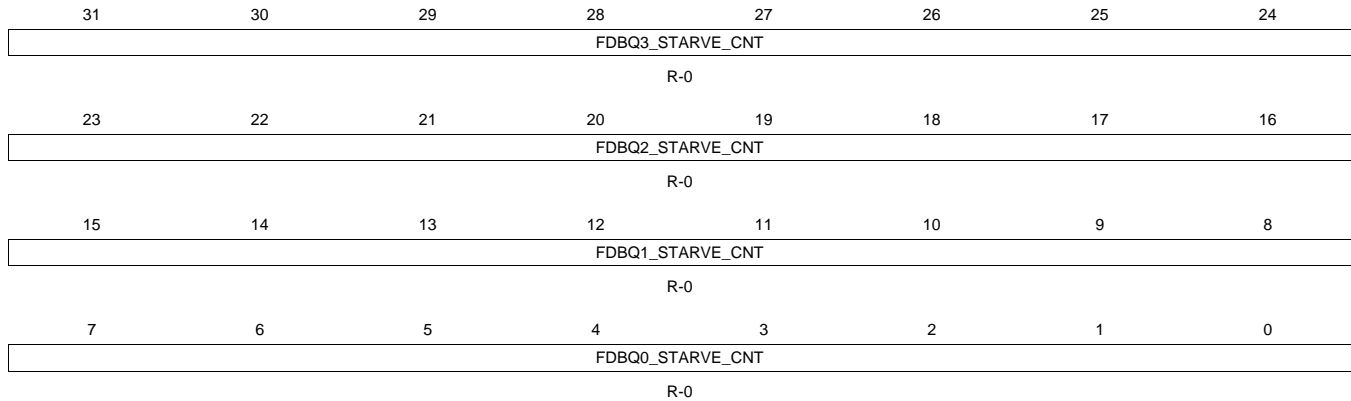 31 30 29 28 27 26 25 24
FDBQ3_STARVE_CNT
R-0
23 22 21 20 19 18 17 16
FDBQ2_STARVE_CNT
R-0
15 14 13 12 11 10 9 8
FDBQ1_STARVE_CNT
R-0
7 6 5 4 3 2 1 0
FDBQ0_STARVE_CNT
R-0